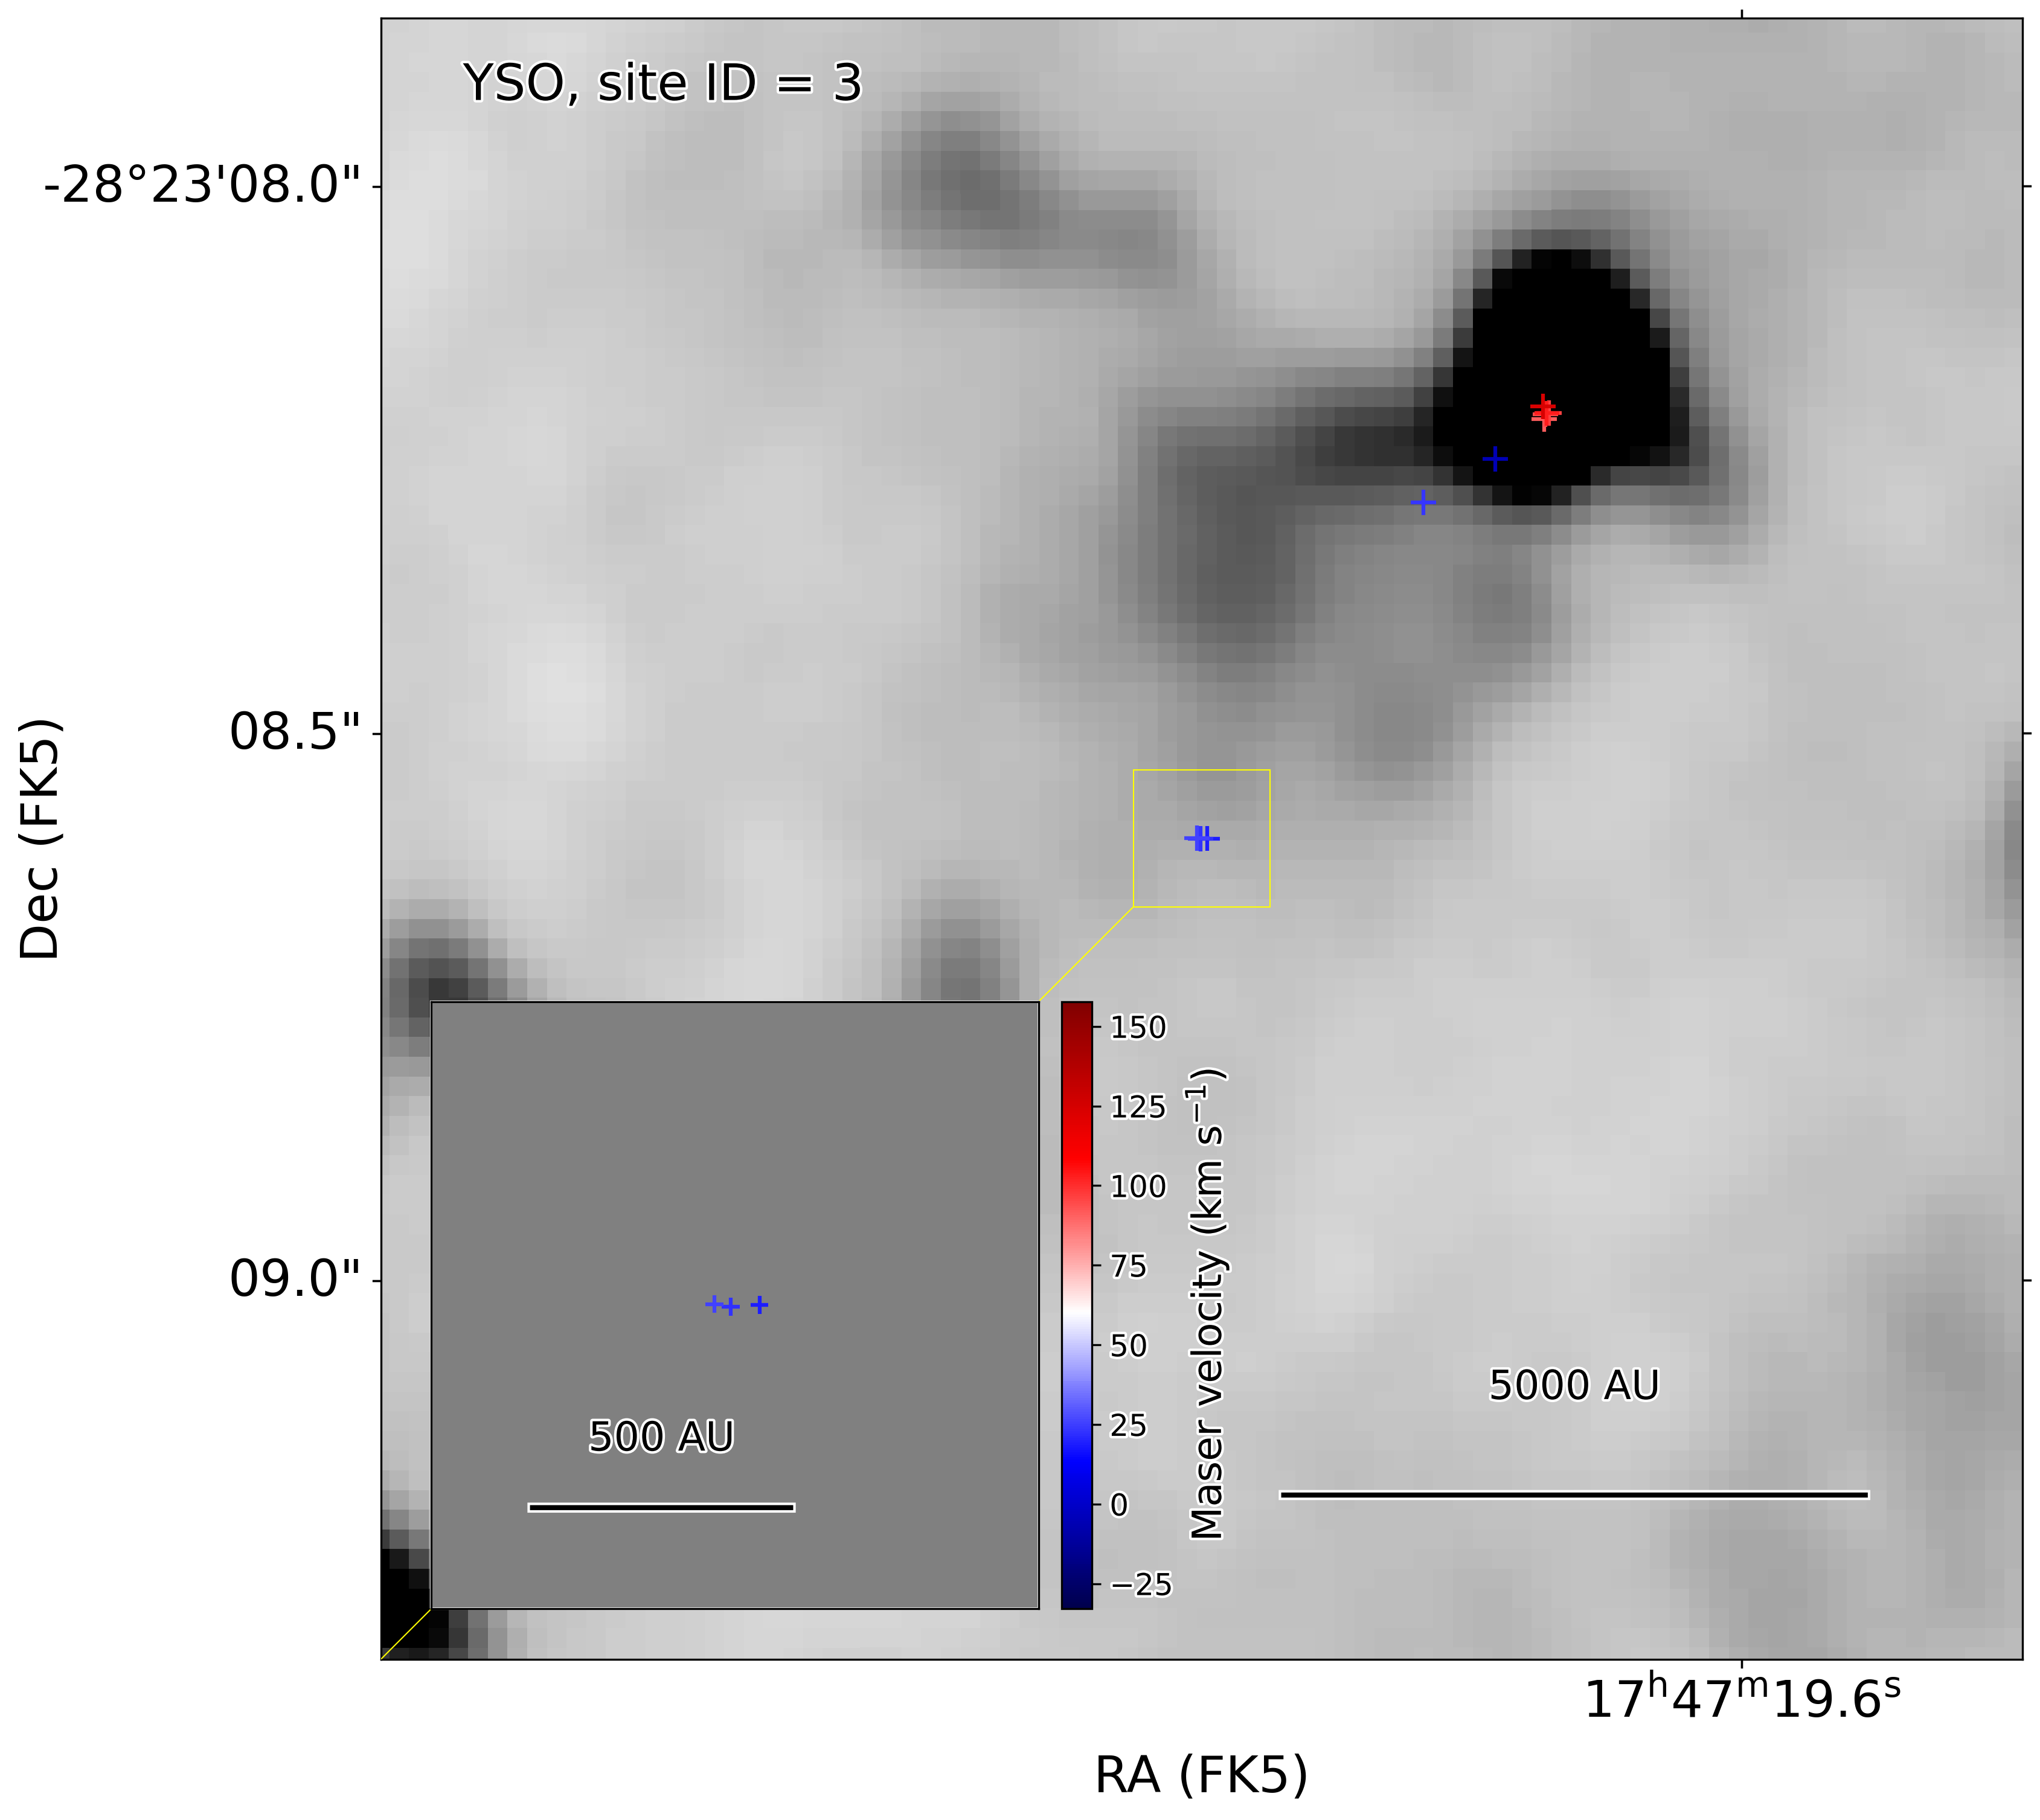 YSO, site ID = 3
-28°23'08.0"
08.5"
09.0"
Dec (FK5)
150
125
100
75
50
25
0
−25
Maser velocity (km s⁻¹)
500 AU
5000 AU
17ʰ47ᵐ19.6ˢ
RA (FK5)